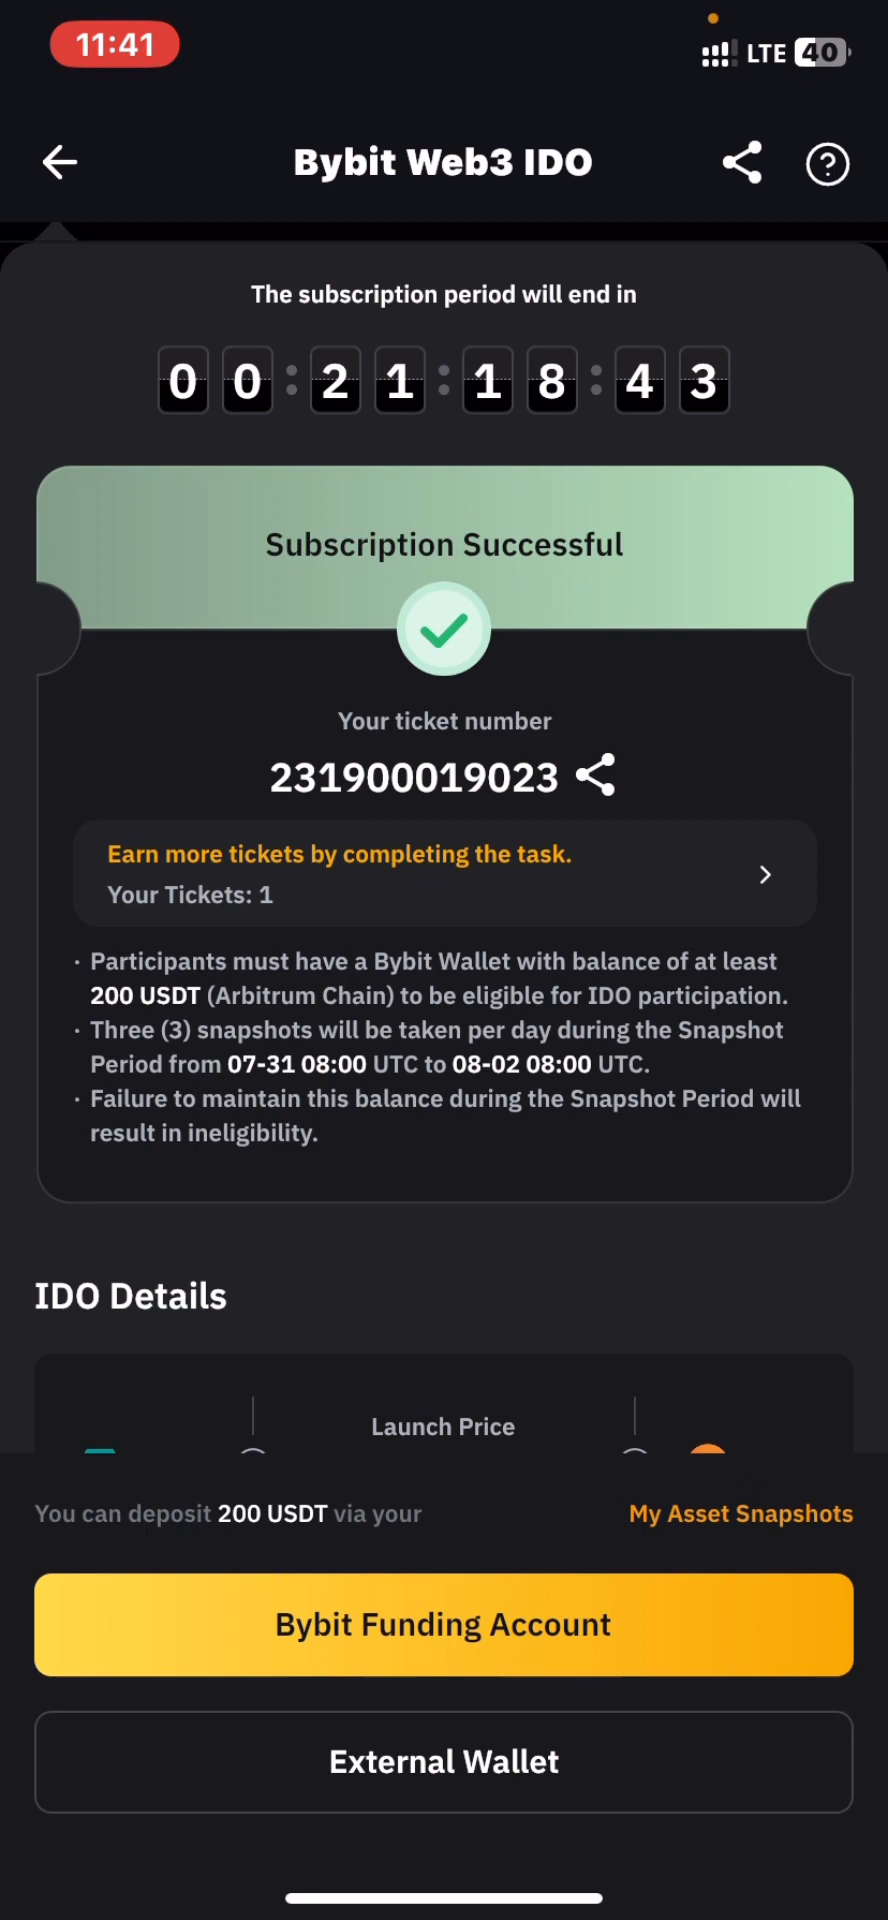 11:41
LTE 40
Bybit Web3 IDO
The subscription period will end in
00:21:18:43
Subscription Successful
Your ticket number
231900019023
Earn more tickets by completing the task.
Your Tickets: 1
· Participants must have a Bybit Wallet with balance of at least
200 USDT (Arbitrum Chain) to be eligible for IDO participation.
· Three (3) snapshots will be taken per day during the Snapshot
Period from 07-31 08:00 UTC to 08-02 08:00 UTC.
· Failure to maintain this balance during the Snapshot Period will
result in ineligibility.
IDO Details
Launch Price
You can deposit 200 USDT via your
My Asset Snapshots
Bybit Funding Account
External Wallet